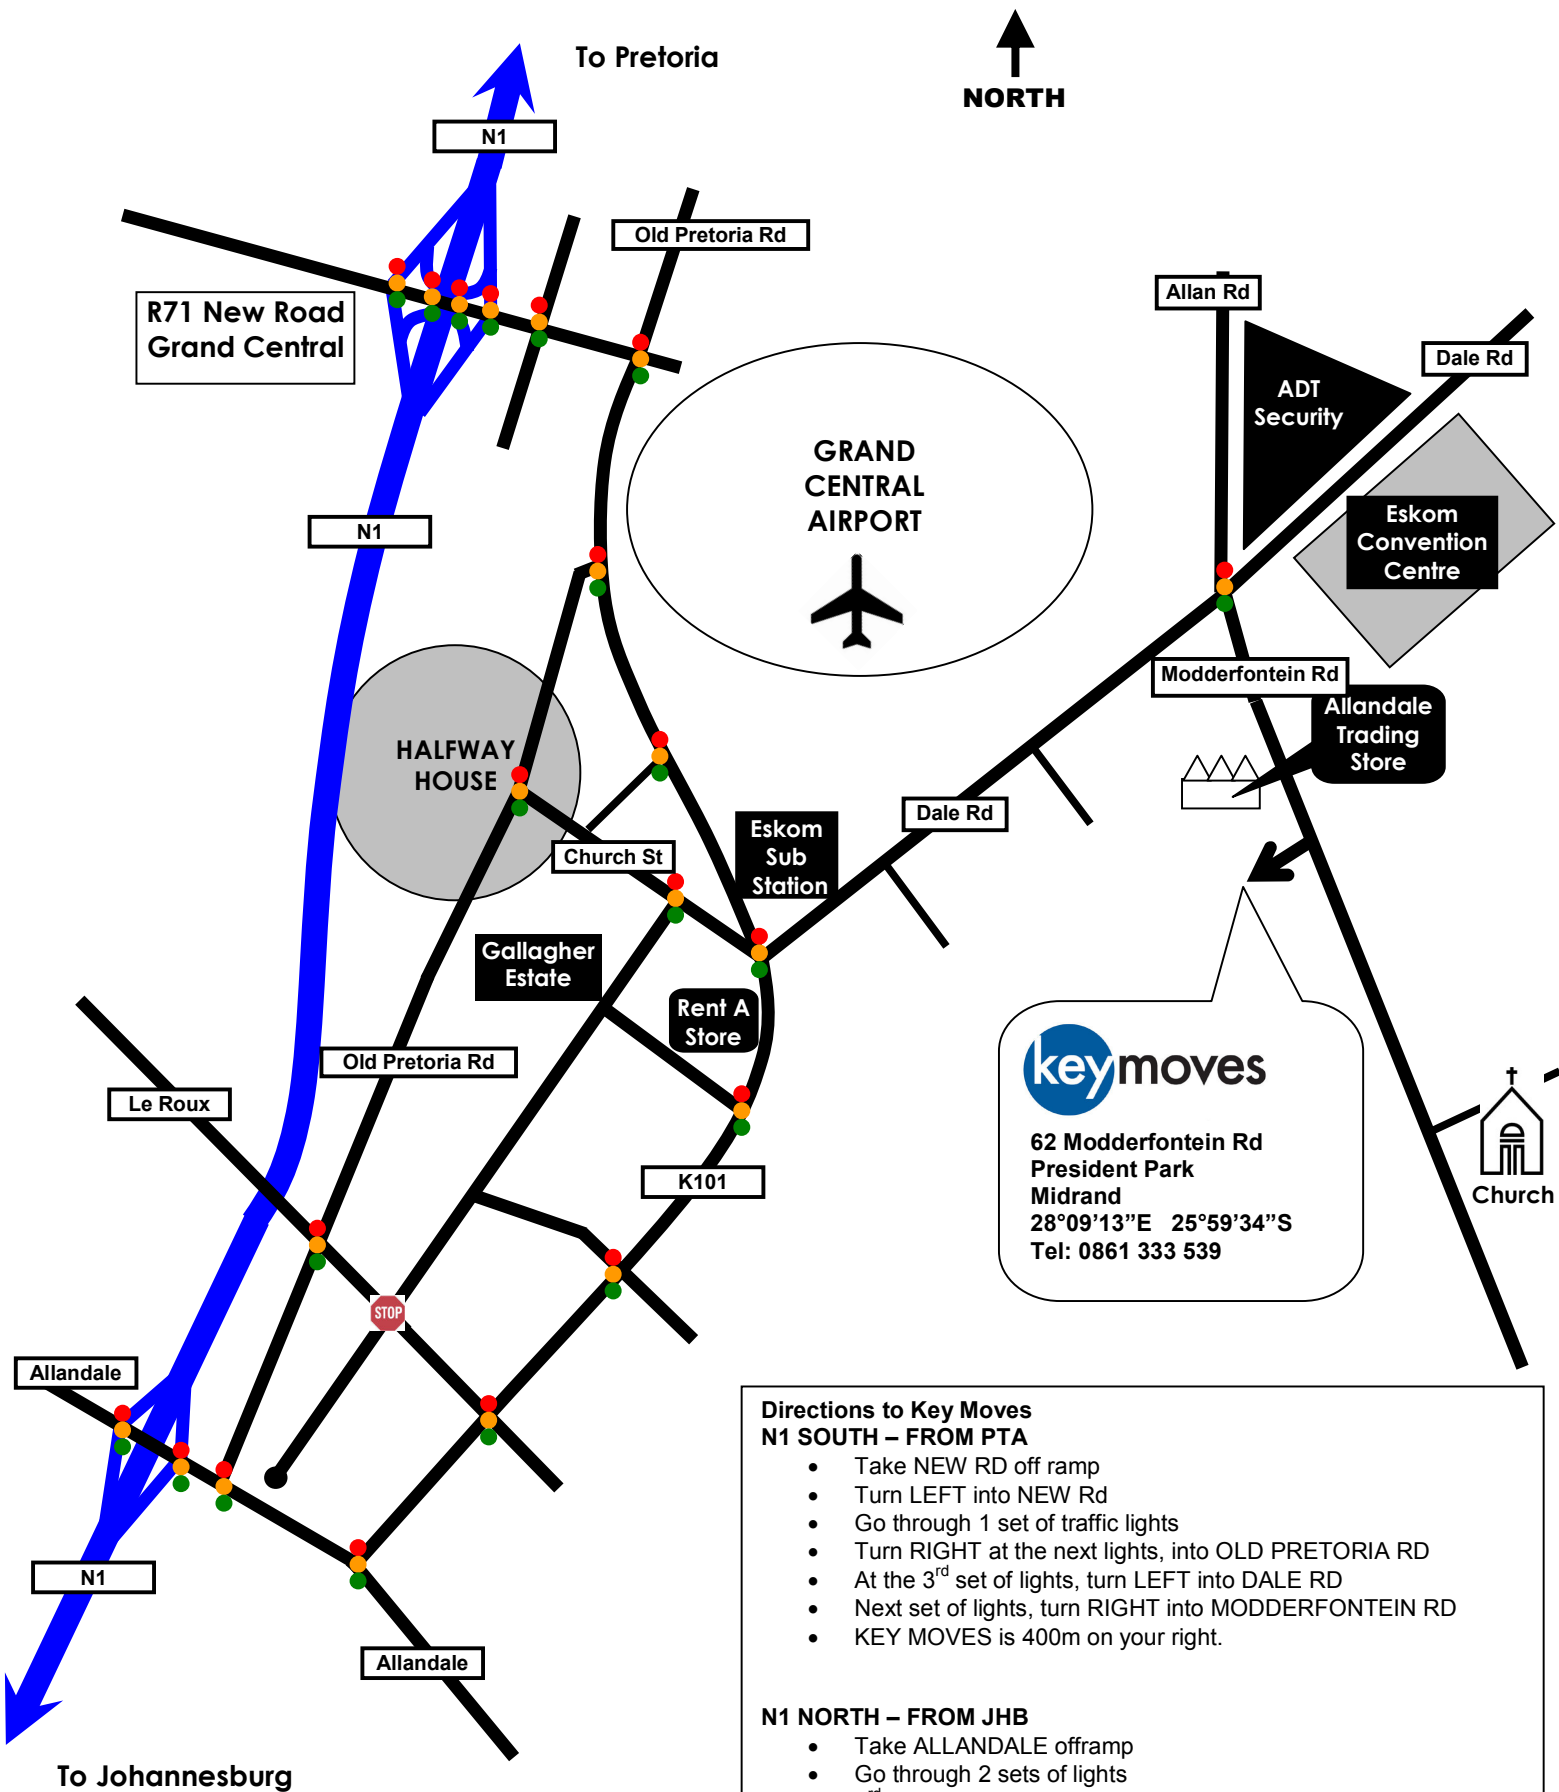 To Pretoria
NORTH
N1
Old Pretoria Rd
Allan Rd
R71 New Road
Grand Central
Dale Rd
ADT
Security
GRAND
CENTRAL
AIRPORT
N1
Eskom
Convention
Centre
Modderfontein Rd
Allandale
Trading
Store
HALFWAY
HOUSE
Dale Rd
Eskom
Sub
Station
Church St
Gallagher
Estate
Rent A
Store
Old Pretoria Rd
Le Roux
keymoves
62 Modderfontein Rd
President Park
Midrand
28°09’13”E 25°59’34”S
Tel: 0861 333 539
K101
Church
STOP
Allandale
N1
Allandale
To Johannesburg
Directions to Key Moves
N1 SOUTH – FROM PTA
• Take NEW RD off ramp
• Turn LEFT into NEW Rd
• Go through 1 set of traffic lights
• Turn RIGHT at the next lights, into OLD PRETORIA RD
• At the 3rd set of lights, turn LEFT into DALE RD
• Next set of lights, turn RIGHT into MODDERFONTEIN RD
• KEY MOVES is 400m on your right.
N1 NORTH – FROM JHB
• Take ALLANDALE offramp
• Go through 2 sets of lights